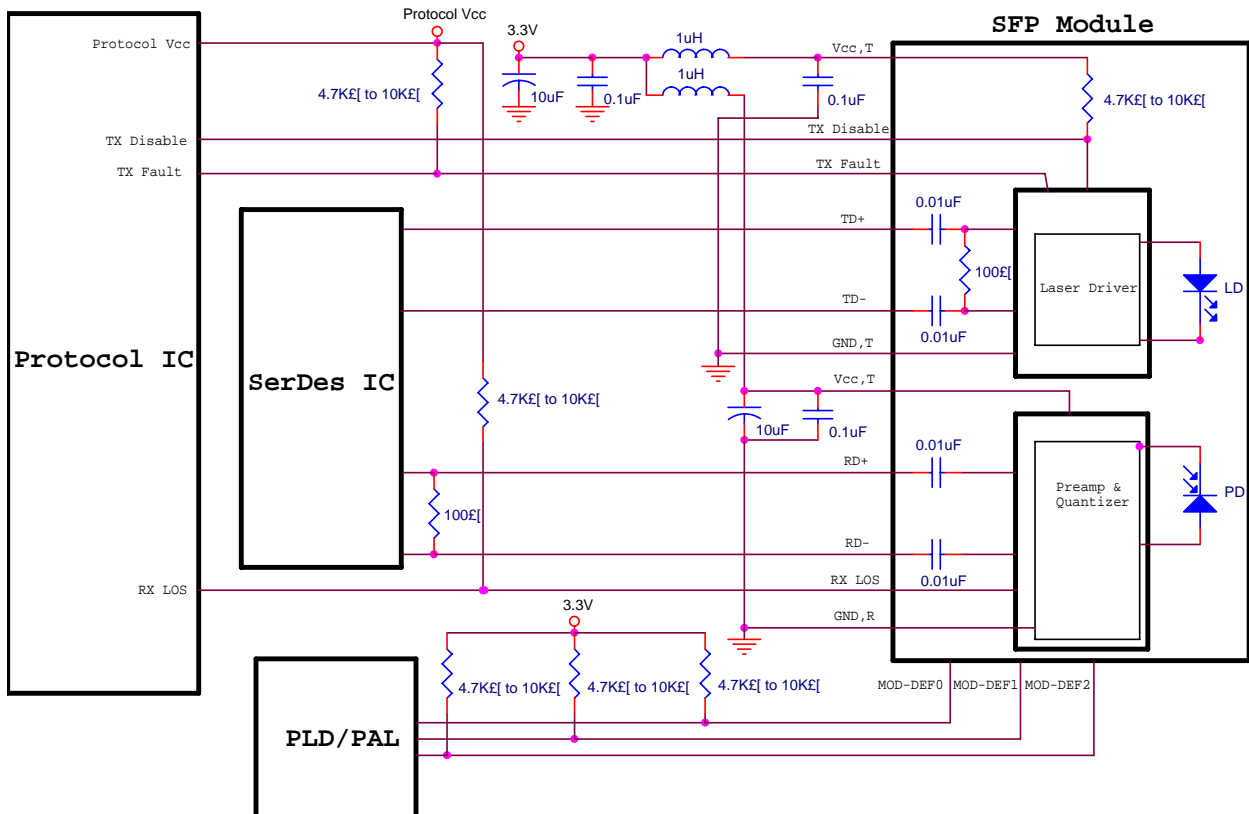 Protocol Vcc
3.3V
SFP Module
1uH
Vcc,T
Protocol Vcc
1uH
4.7K£[ to 10K£[
10uF
0.1uF
0.1uF
4.7K£[ to 10K£[
TX Disable
TX Disable
TX Fault
TX Fault
0.01uF
TD+
100£[
Laser Driver
LD
TD-
0.01uF
GND,T
Protocol IC
SerDes IC
Vcc,T
4.7K£[ to 10K£[
10uF
0.1uF
0.01uF
RD+
Preamp &
Quantizer
PD
100£[
RD-
0.01uF
RX LOS
RX LOS
3.3V
GND,R
4.7K£[ to 10K£[
4.7K£[ to 10K£[
4.7K£[ to 10K£[
MOD-DEF0
MOD-DEF1
MOD-DEF2
PLD/PAL